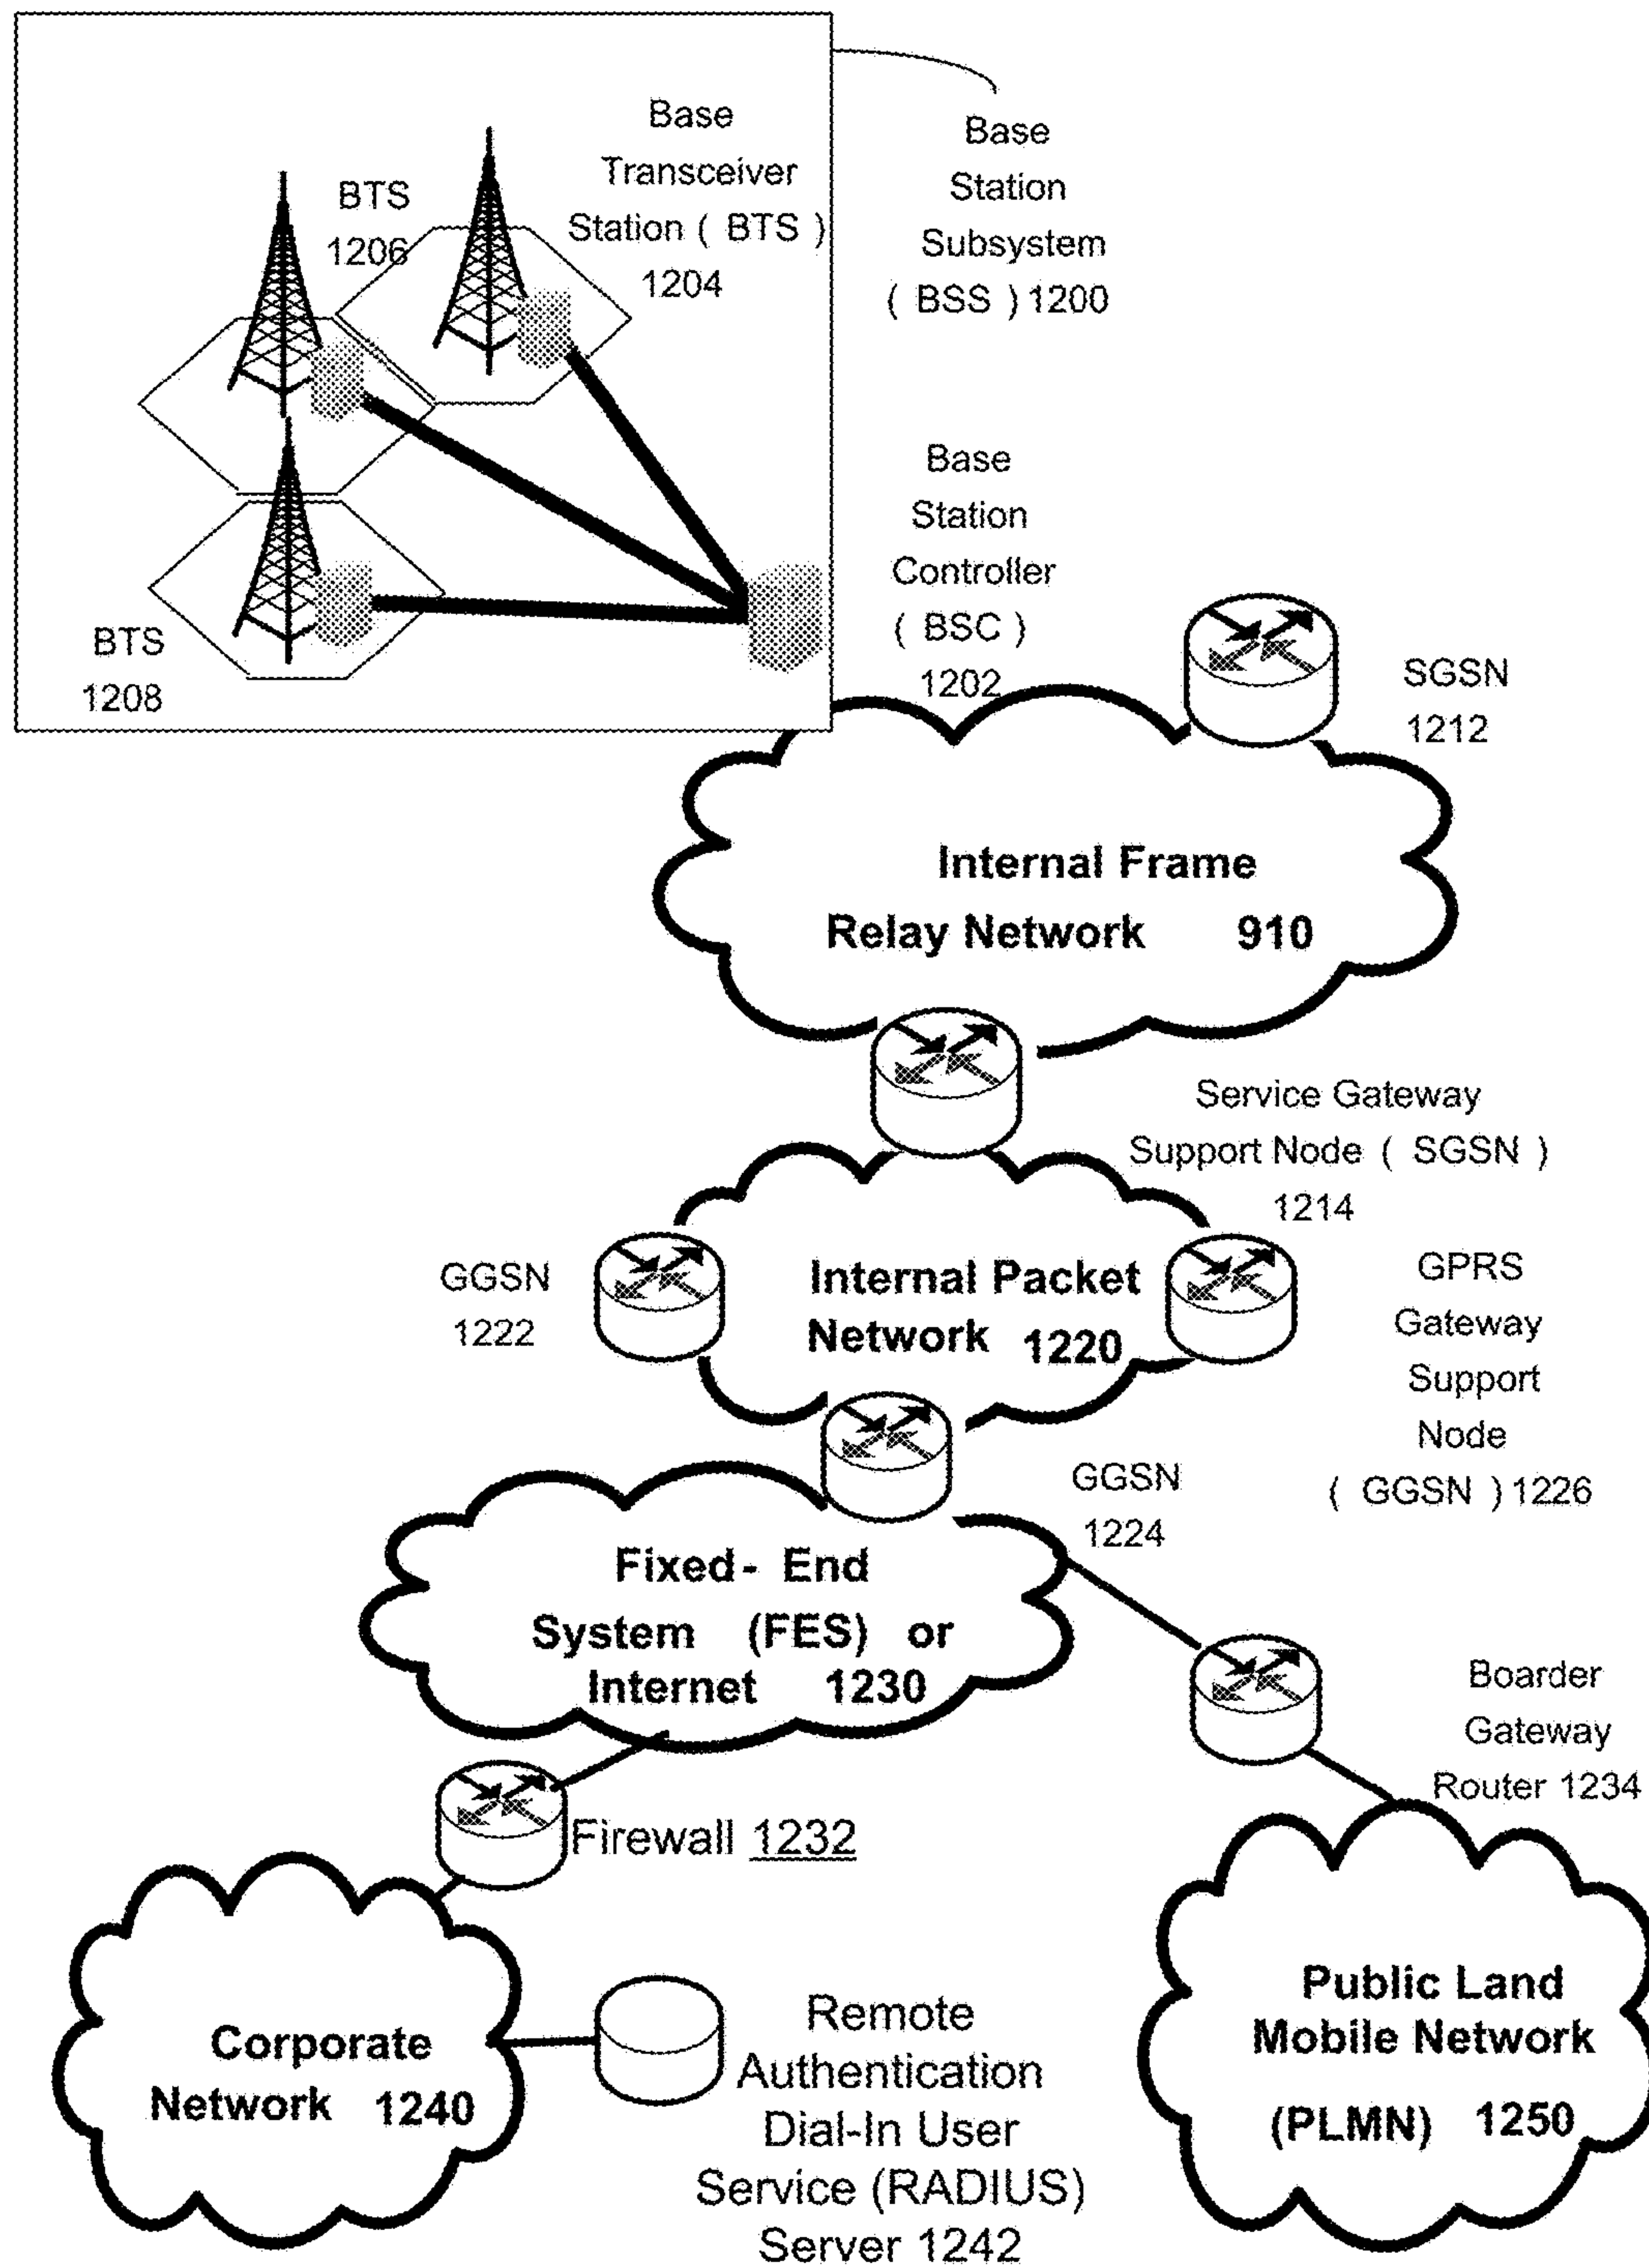 Base
Transceiver
Station ( BTS )
1204
BTS
1206
BTS
1208
Base
Station
Subsystem
( BSS ) 1200
Base
Station
Controller
( BSC )
1202
SGSN
1212
Internal Frame
Relay Network 910
Service Gateway
Support Node ( SGSN )
1214
GGSN
1222
Internal Packet
Network 1220
GPRS
Gateway
Support
Node
( GGSN ) 1226
GGSN
1224
Fixed- End
System (FES) or
Internet 1230
Boarder
Gateway
Router 1234
Firewall 1232
Corporate
Network 1240
Remote
Authentication
Dial-In User
Service (RADIUS)
Server 1242
Public Land
Mobile Network
(PLMN) 1250